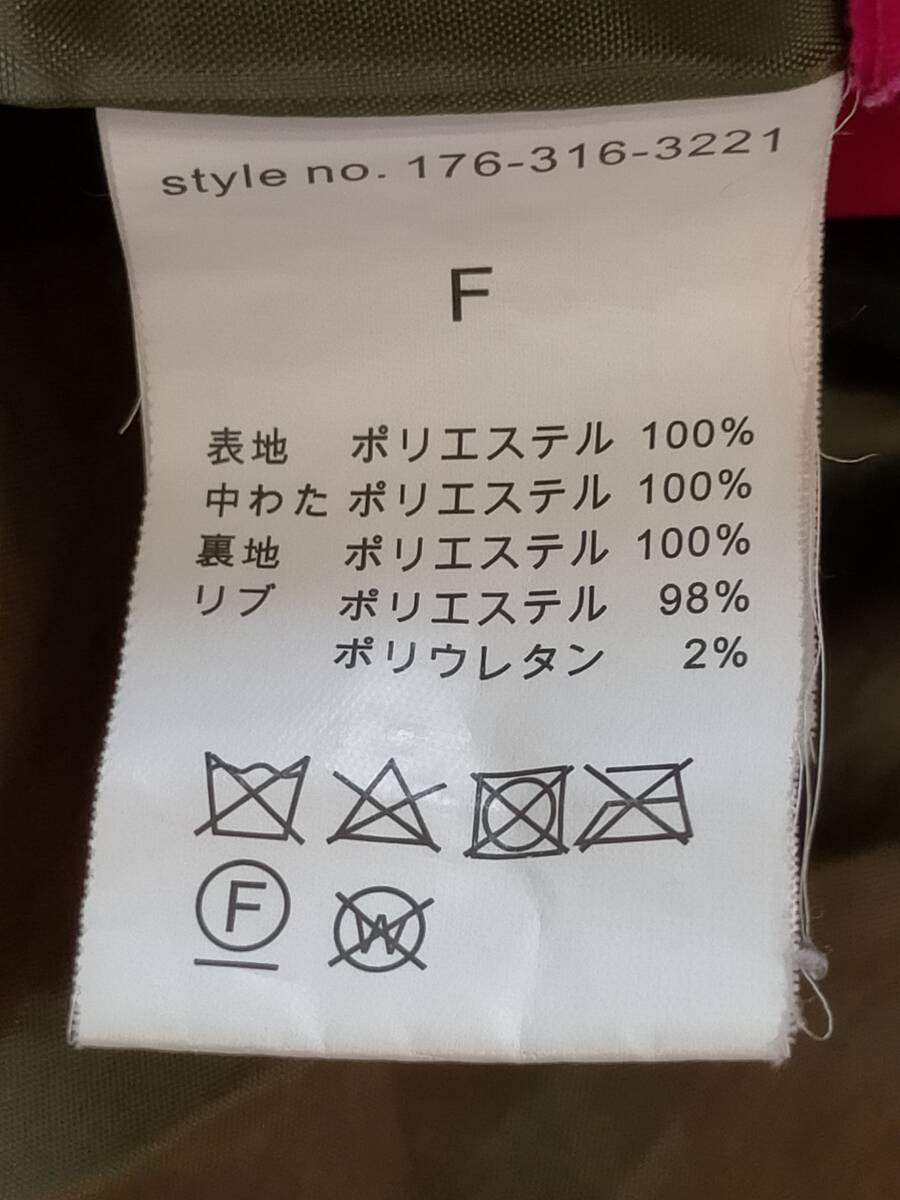 style no. 176-316-3221
F
表地 ポリエステル 100%
中わた ポリエステル 100%
裏地 ポリエステル 100%
リブ ポリエステル 98%
ポリウレタン 2%
F
W